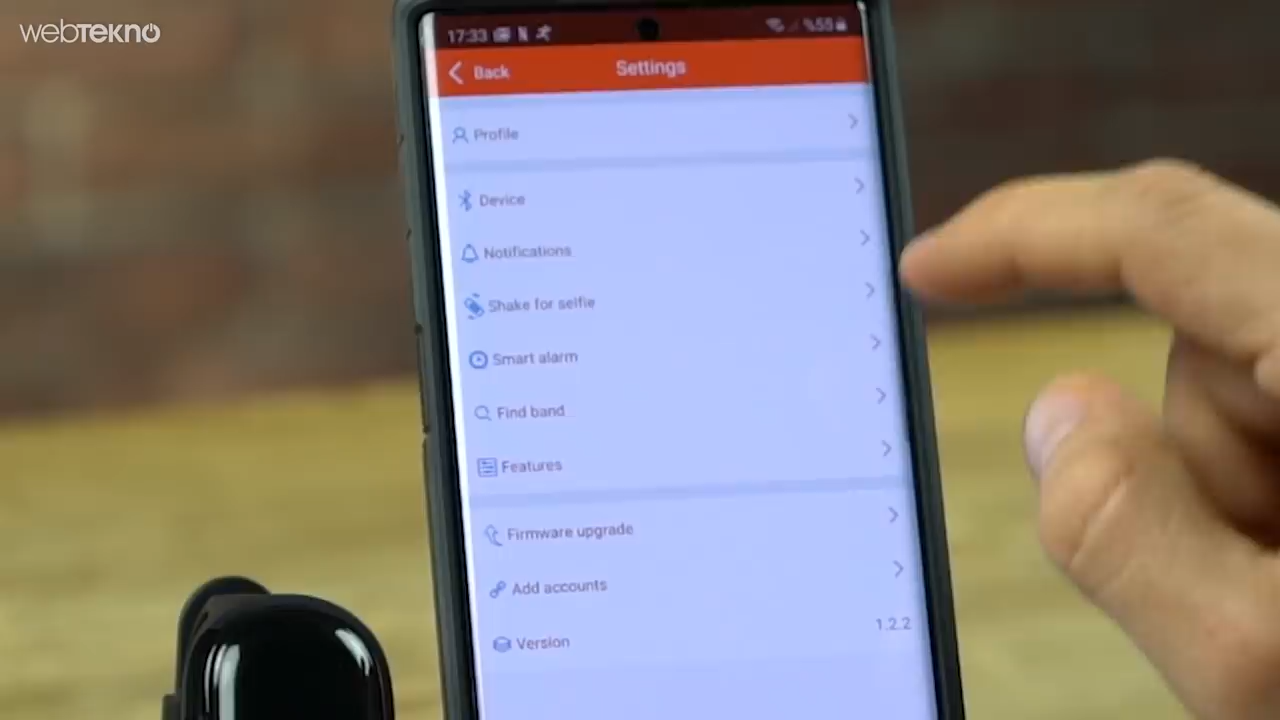 webTEKNO
17:33 %55
Back Settings
Profile
Device
Notifications
Shake for selfie
Smart alarm
Find band
Features
Firmware upgrade
Add accounts
Version 1.2.2